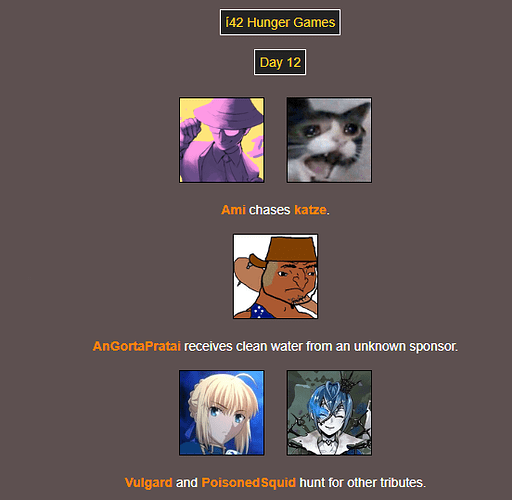 í42 Hunger Games
Day 12
Ami chases katze.
AnGortaPratai receives clean water from an unknown sponsor.
Vulgard and PoisonedSquid hunt for other tributes.